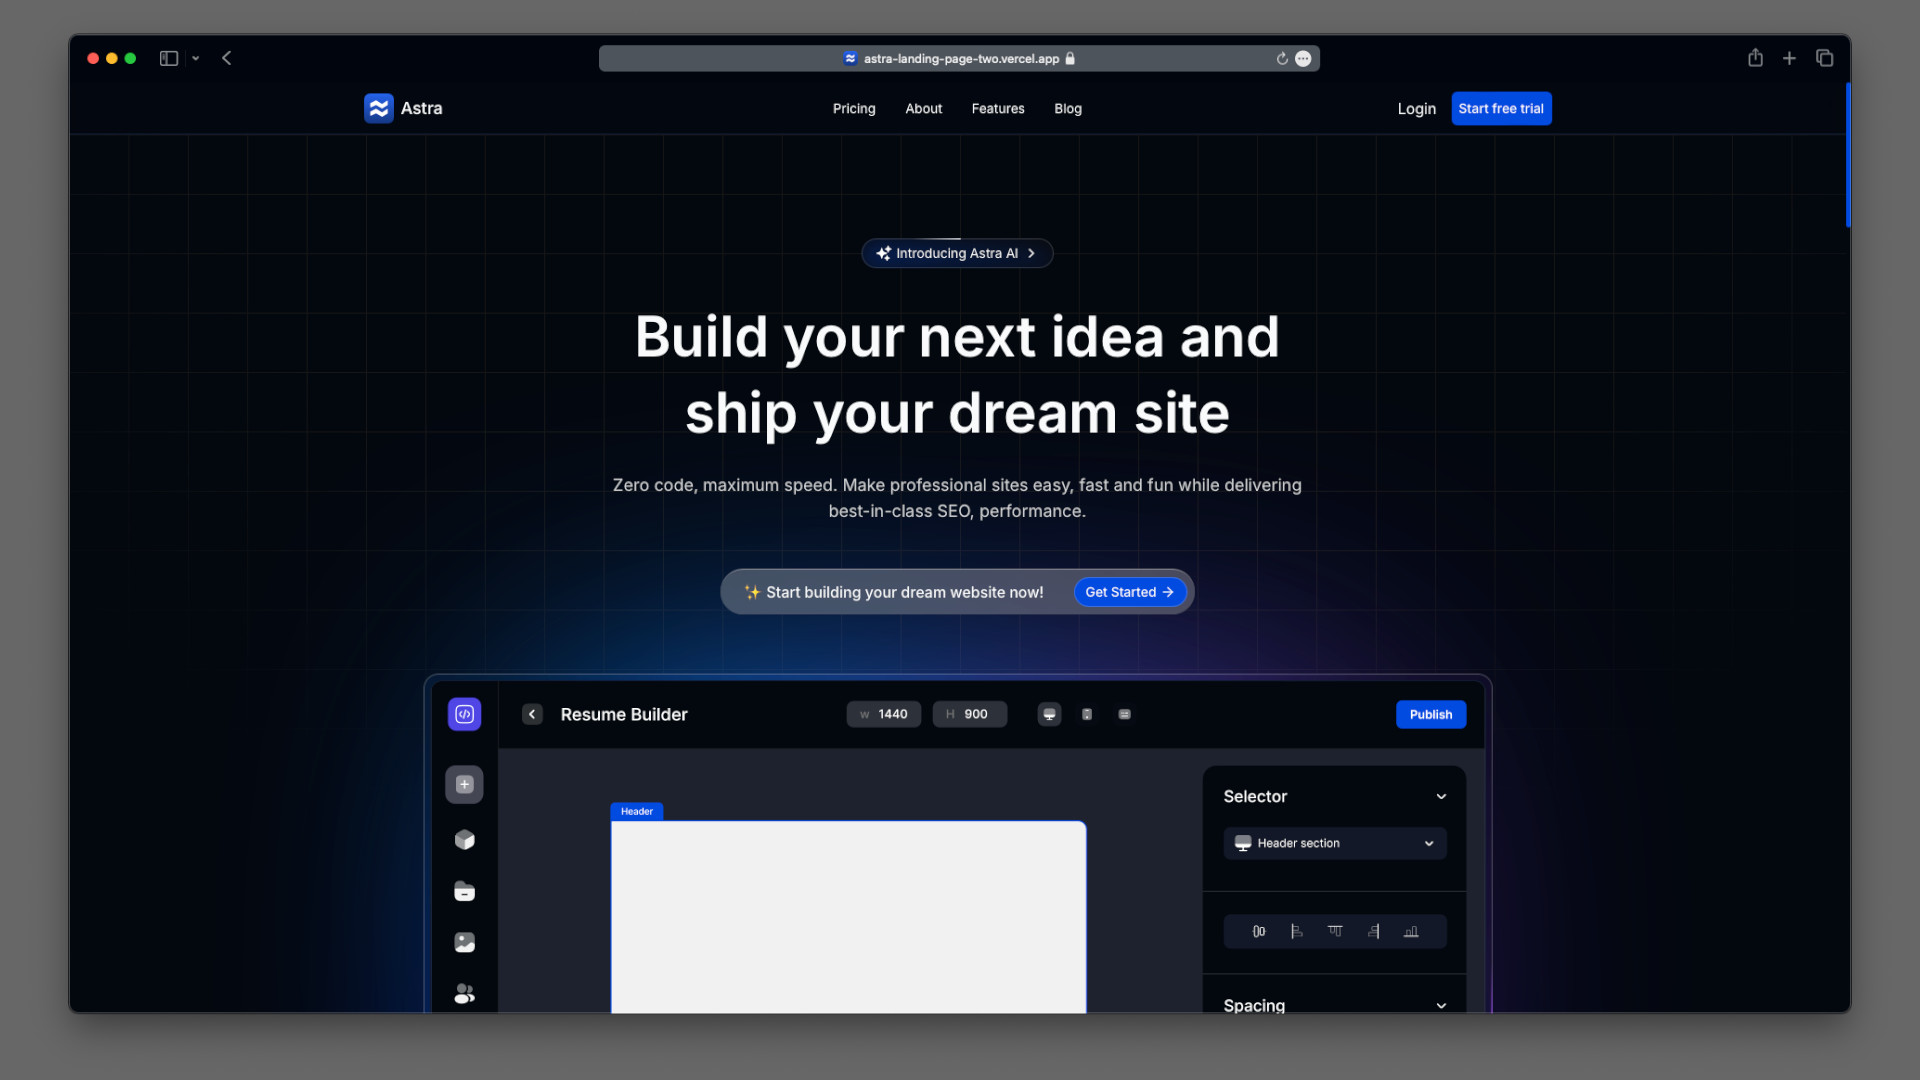 astra-landing-page-two.vercel.app
Astra
Pricing
About
Features
Blog
Login
Start free trial
Introducing Astra AI
Build your next idea and
ship your dream site
Zero code, maximum speed. Make professional sites easy, fast and fun while delivering
best-in-class SEO, performance.
✨ Start building your dream website now!
Get Started →
Resume Builder
W 1440
H 900
Publish
Header
Selector
Header section
Spacing